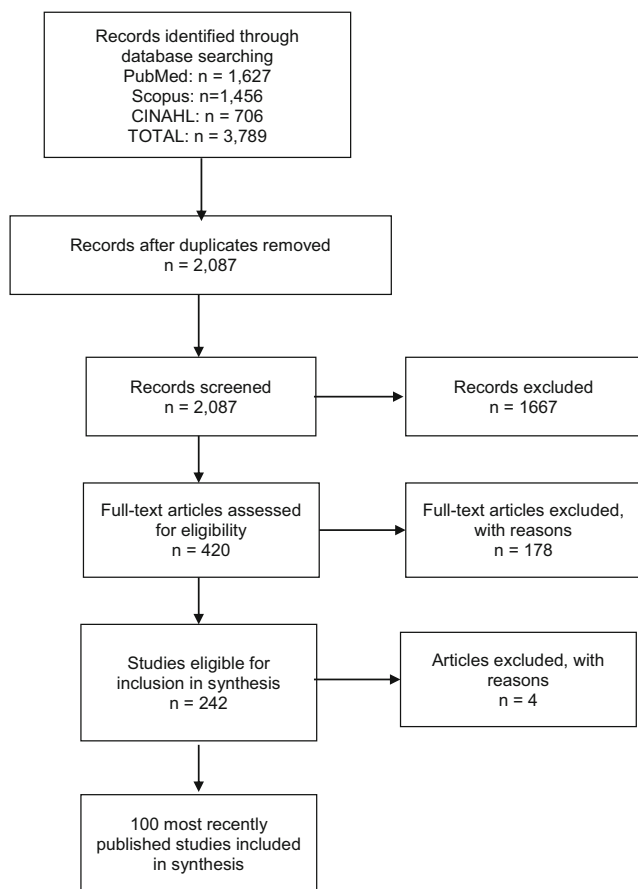 Records identified through
database searching
PubMed: n = 1,627
Scopus: n=1,456
CINAHL: n = 706
TOTAL: n = 3,789
Records after duplicates removed
n = 2,087
Records screened
n = 2,087
Records excluded
n = 1667
Full-text articles assessed
for eligibility
n = 420
Full-text articles excluded,
with reasons
n = 178
Studies eligible for
inclusion in synthesis
n = 242
Articles excluded, with
reasons
n = 4
100 most recently
published studies included
in synthesis